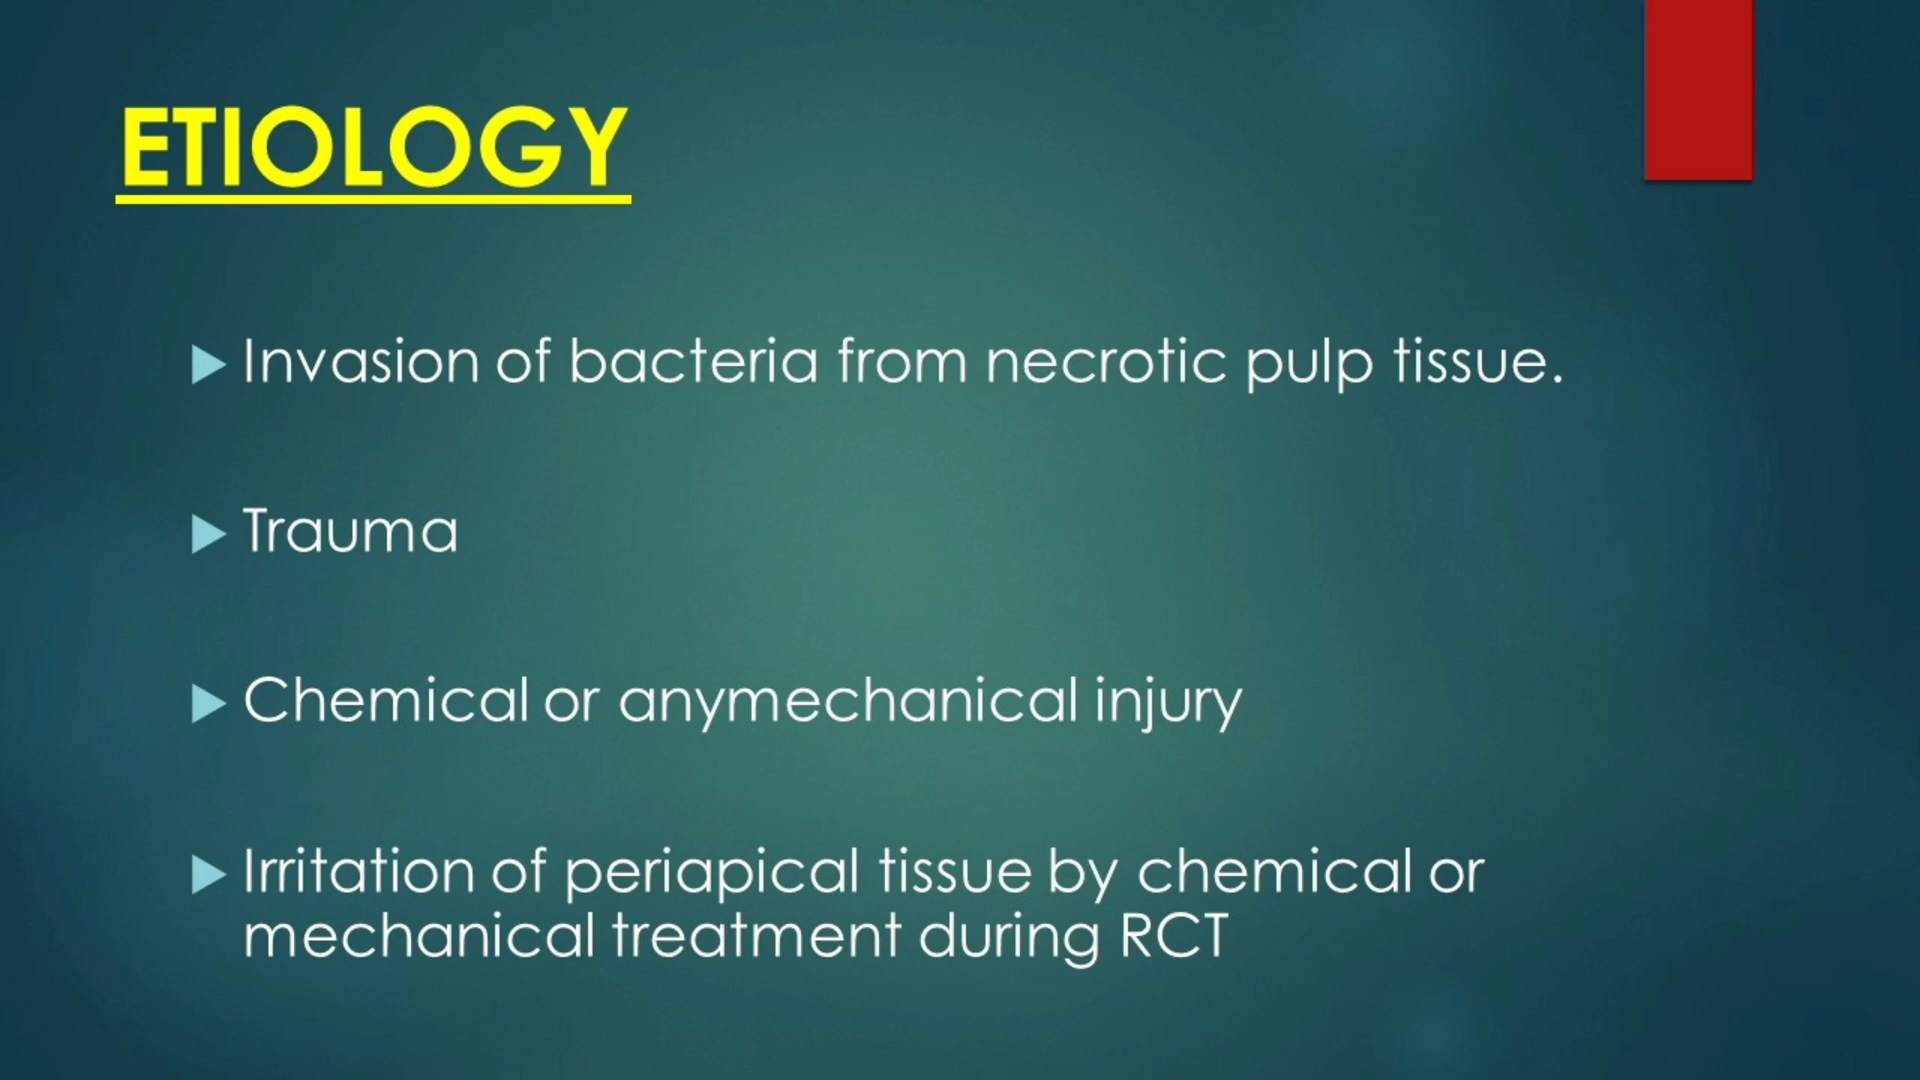 ETIOLOGY
Invasion of bacteria from necrotic pulp tissue.
Trauma
Chemical or anymechanical injury
Irritation of periapical tissue by chemical or
mechanical treatment during RCT